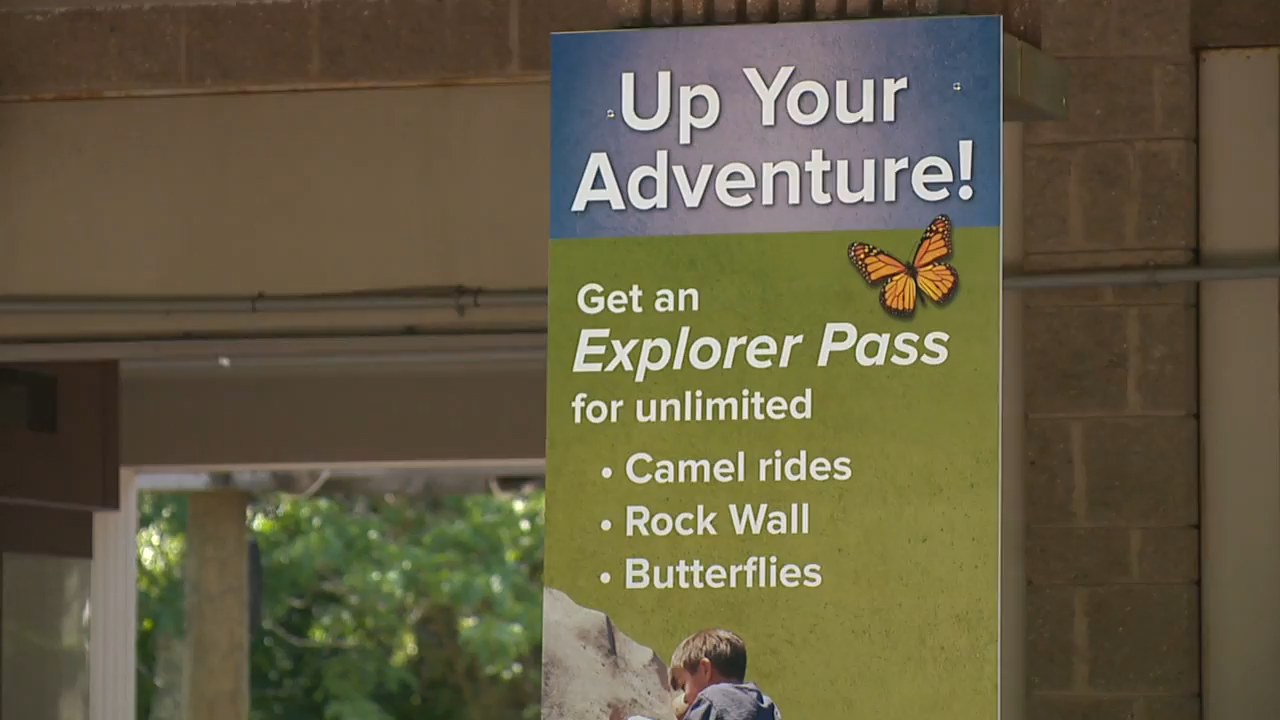 Up Your
Adventure!
Get an
Explorer Pass
for unlimited
• Camel rides
• Rock Wall
• Butterflies